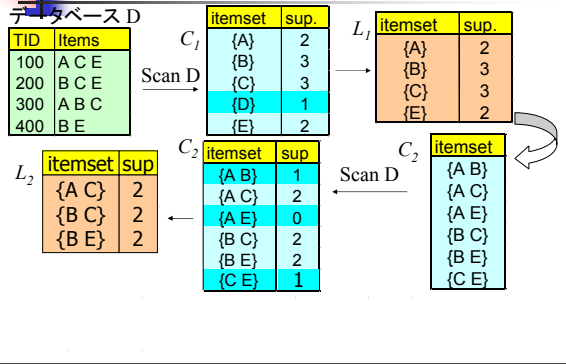 データベース D
TID Items
100 A C E
200 B C E
300 A B C
400 B E
Scan D
C1
itemset sup.
{A} 2
{B} 3
{C} 3
{D} 1
{E} 2
L1
itemset sup.
{A} 2
{B} 3
{C} 3
{E} 2
C2
itemset
{A B}
{A C}
{A E}
{B C}
{B E}
{C E}
Scan D
C2
itemset sup
{A B} 1
{A C} 2
{A E} 0
{B C} 2
{B E} 2
{C E} 1
L2
itemset sup
{A C} 2
{B C} 2
{B E} 2